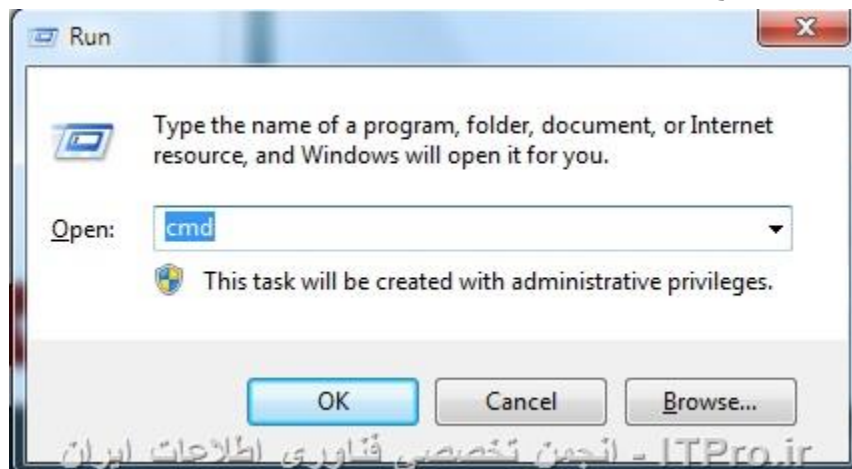 Run
Type the name of a program, folder, document, or Internet
resource, and Windows will open it for you.
Open:
cmd
This task will be created with administrative privileges.
OK
Cancel
Browse...
انجمن تخصصی فناوری اطلاعات ایران - ITPro.ir